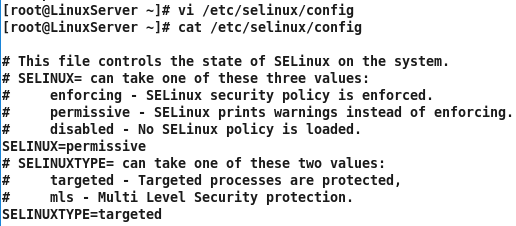 [root@LinuxServer ~]# vi /etc/selinux/config
[root@LinuxServer ~]# cat /etc/selinux/config
# This file controls the state of SELinux on the system.
# SELINUX= can take one of these three values:
#     enforcing - SELinux security policy is enforced.
#     permissive - SELinux prints warnings instead of enforcing.
#     disabled - No SELinux policy is loaded.
SELINUX=permissive
# SELINUXTYPE= can take one of these two values:
#     targeted - Targeted processes are protected,
#     mls - Multi Level Security protection.
SELINUXTYPE=targeted